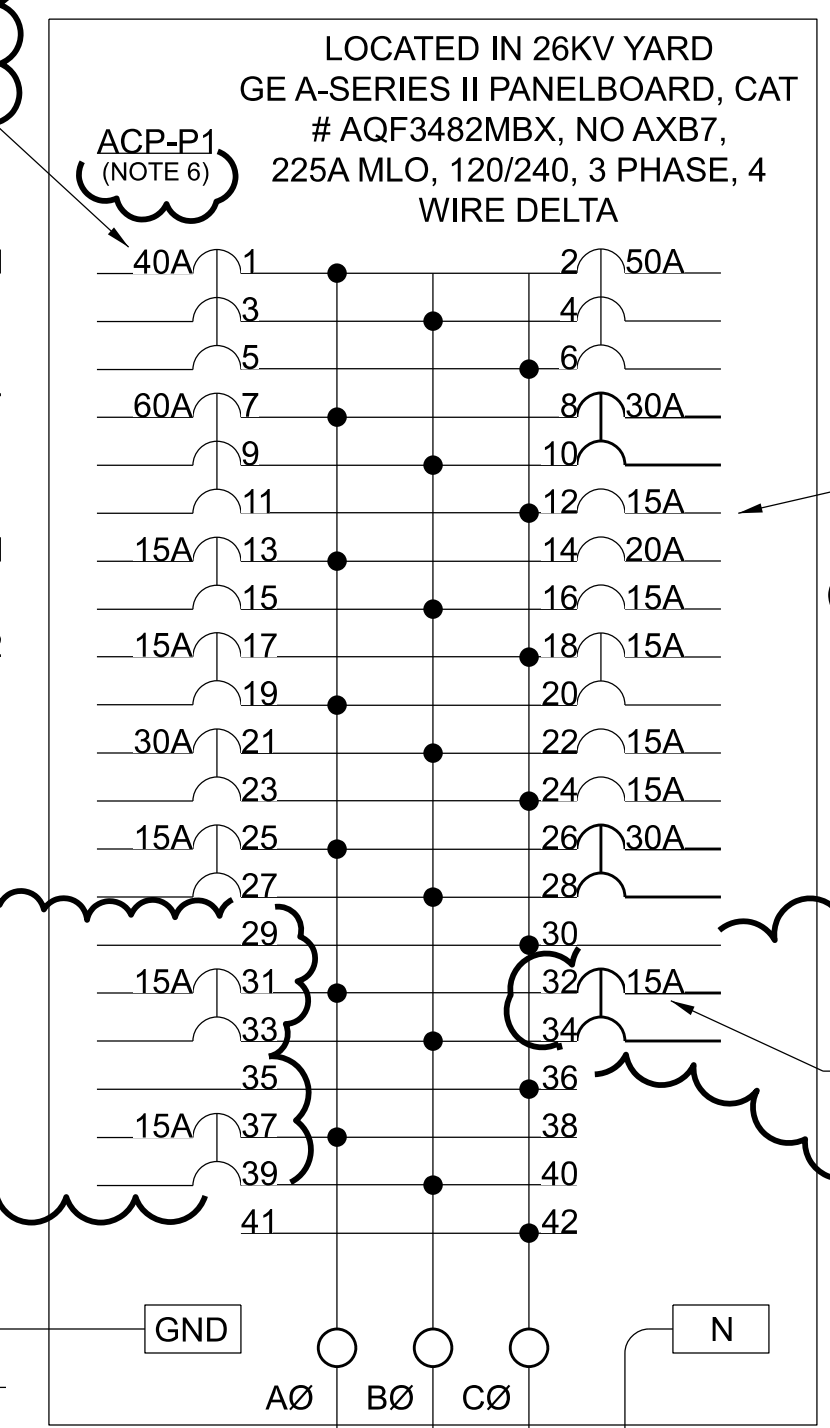 LOCATED IN 26KV YARD
GE A-SERIES II PANELBOARD, CAT
# AQF3482MBX, NO AXB7,
225A MLO, 120/240, 3 PHASE, 4
WIRE DELTA
ACP-P1
(NOTE 6)
40A 1 2 50A
3 4
5 6
60A 7 8 30A
9 10
11 12 15A
15A 13 14 20A
15 16 15A
15A 17 18 15A
19 20
30A 21 22 15A
23 24 15A
15A 25 26 30A
27 28
29 30
15A 31 32 15A
33 34
35 36
15A 37 38
39 40
41 42
GND N
AØ BØ CØ